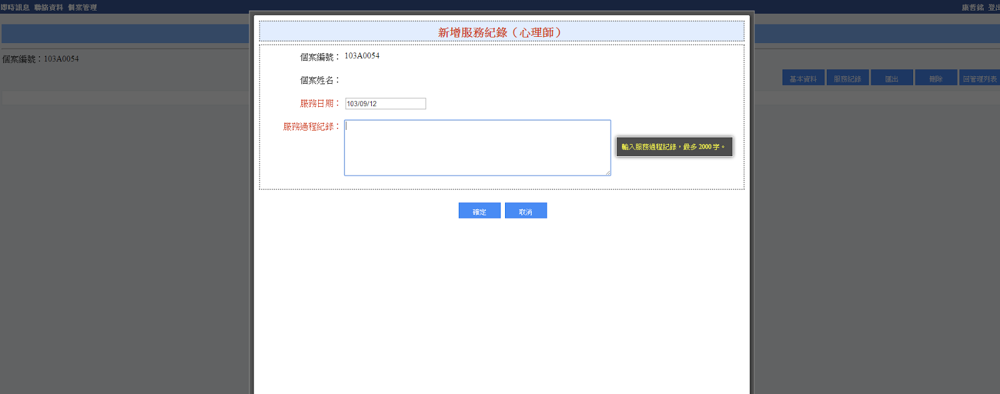 即時訊息 聯絡資料 個案管理
康哲銘 登出
新增服務紀錄（心理師）
個案編號：103A0054
個案編號： 103A0054
個案姓名：
基本資料 服務紀錄 匯出 刪除 回管理列表
服務日期： 103/09/12
服務過程紀錄：
輸入服務過程紀錄，最多 2000 字。
確定 取消